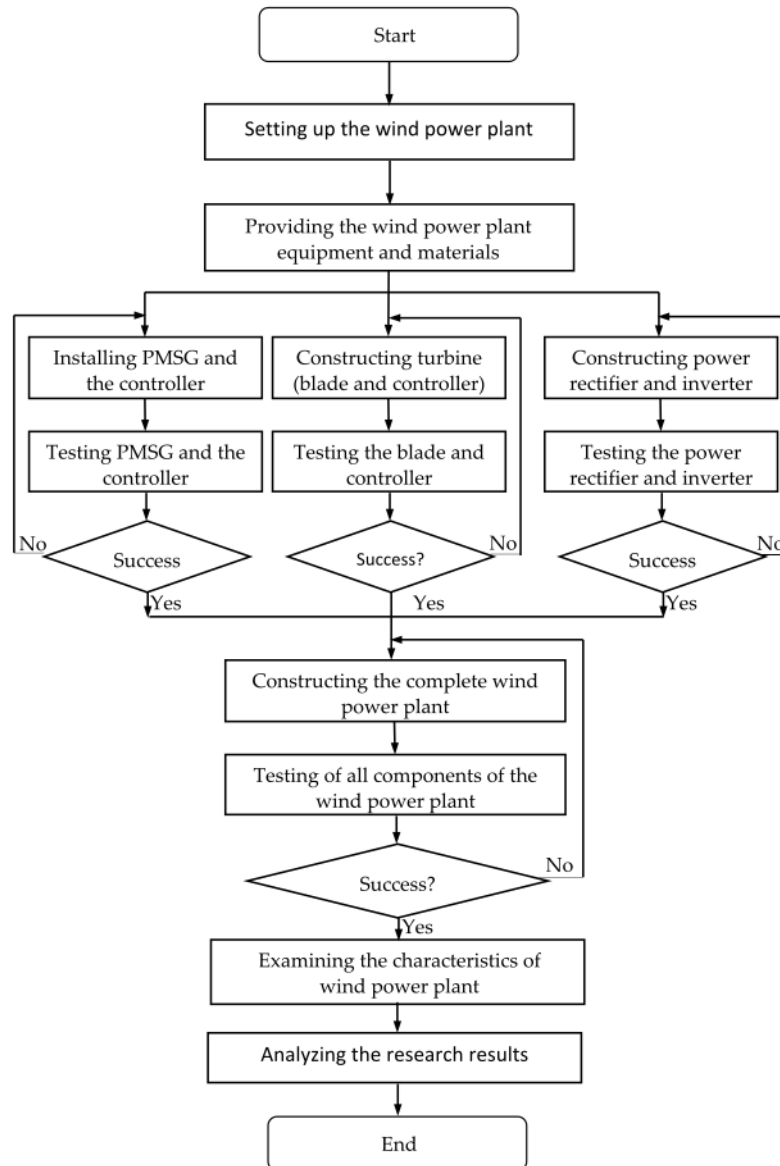 Start
Setting up the wind power plant
Providing the wind power plant
equipment and materials
Installing PMSG and
the controller
Constructing turbine
(blade and controller)
Constructing power
rectifier and inverter
Testing PMSG and the
controller
Testing the blade and
controller
Testing the power
rectifier and inverter
No
Success
Success?
No
Success
No
Yes
Yes
Yes
Constructing the complete wind
power plant
Testing of all components of the
wind power plant
Success?
No
Yes
Examining the characteristics of
wind power plant
Analyzing the research results
End